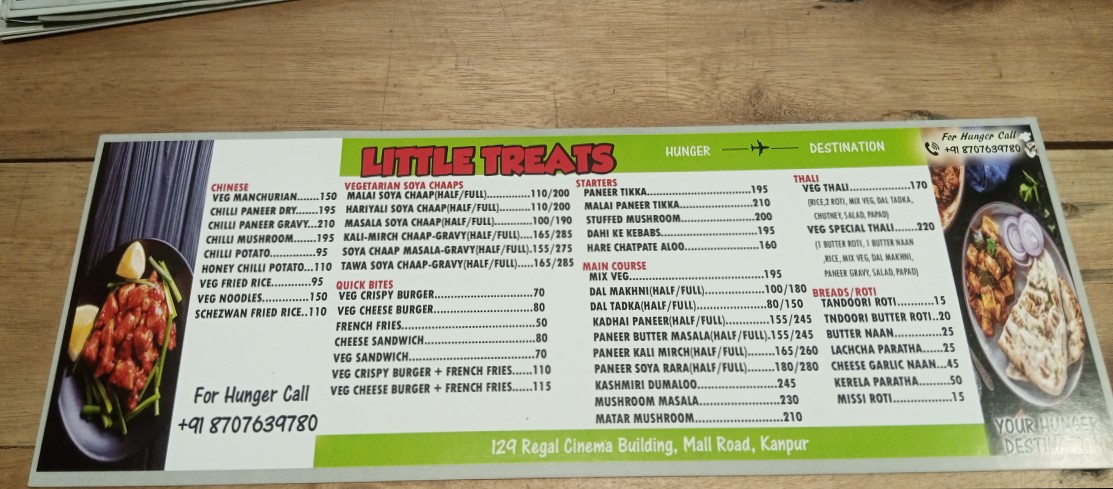 LITTLE TREATS
HUNGER DESTINATION
For Hunger Call
+91 8707639780
CHINESE
VEG MANCHURIAN.......150
CHILLI PANEER DRY.......195
CHILLI PANEER GRAVY...210
CHILLI MUSHROOM.......195
CHILLI POTATO...........95
HONEY CHILLI POTATO...110
VEG FRIED RICE..........95
VEG NOODLES...........150
SCHEZWAN FRIED RICE..110
For Hunger Call
+91 8707639780
VEGETARIAN SOYA CHAAPS
MALAI SOYA CHAAP(HALF/FULL)...........110/200
HARIYALI SOYA CHAAP(HALF/FULL)........110/200
MASALA SOYA CHAAP(HALF/FULL).........100/190
KALI-MIRCH CHAAP-GRAVY(HALF/FULL)....165/285
SOYA CHAAP MASALA-GRAVY(HALF/FULL).155/275
TAWA SOYA CHAAP-GRAVY(HALF/FULL).....165/285
QUICK BITES
VEG CRISPY BURGER..........................70
VEG CHEESE BURGER..........................80
FRENCH FRIES...................................50
CHEESE SANDWICH.............................80
VEG SANDWICH.................................70
VEG CRISPY BURGER + FRENCH FRIES......110
VEG CHEESE BURGER + FRENCH FRIES......115
STARTERS
PANEER TIKKA...........................195
MALAI PANEER TIKKA...................210
STUFFED MUSHROOM...................200
DAHI KE KEBABS.........................195
HARE CHATPATE ALOO...................160
MAIN COURSE
MIX VEG...................................195
DAL MAKHNI(HALF/FULL)...............100/180
DAL TADKA(HALF/FULL)..................80/150
KADHAI PANEER(HALF/FULL)...........155/245
PANEER BUTTER MASALA(HALF/FULL).155/245
PANEER KALI MIRCH(HALF/FULL).......165/260
PANEER SOYA RARA(HALF/FULL).......180/280
KASHMIRI DUMALOO....................245
MUSHROOM MASALA.....................230
MATAR MUSHROOM.......................210
THALI
VEG THALI...................170
(RICE,2 ROTI, MIX VEG, DAL TADKA,
CHUTNEY, SALAD, PAPAD)
VEG SPECIAL THALI......220
(1 BUTTER ROTI, 1 BUTTER NAAN
,RICE, MIX VEG, DAL MAKHNI,
PANEER GRAVY, SALAD, PAPAD)
BREADS/ROTI
TANDOORI ROTI............15
TNDOORI BUTTER ROTI..20
BUTTER NAAN..............25
LACHCHA PARATHA......25
CHEESE GARLIC NAAN...45
KERELA PARATHA.........50
MISSI ROTI..................15
YOUR HUNGER
DESTINATION
129 Regal Cinema Building, Mall Road, Kanpur